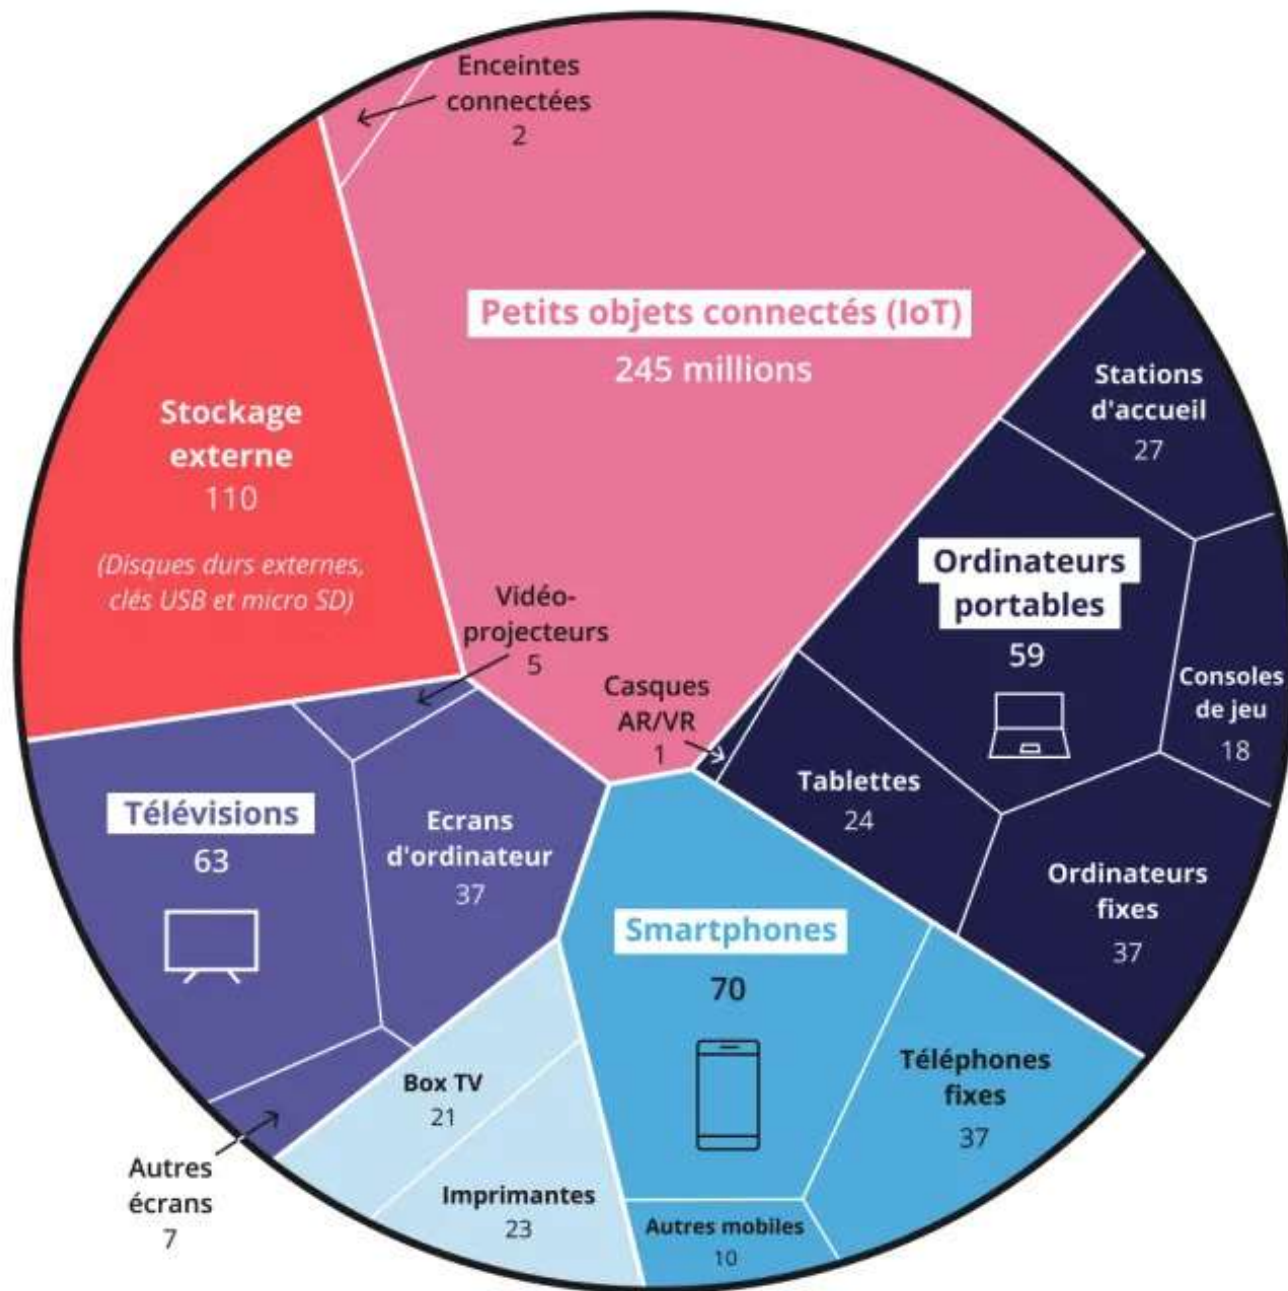 Enceintes
connectées
2
Petits objets connectés (IoT)
245 millions
Stockage
externe
110
(Disques durs externes,
clés USB et micro SD)
Stations
d'accueil
27
Ordinateurs
portables
59
Consoles
de jeu
18
Vidéo-
projecteurs
5
Casques
AR/VR
1
Tablettes
24
Ordinateurs
fixes
37
Télévisions
63
Ecrans
d'ordinateur
37
Smartphones
70
Téléphones
fixes
37
Box TV
21
Autres
écrans
7
Imprimantes
23
Autres mobiles
10